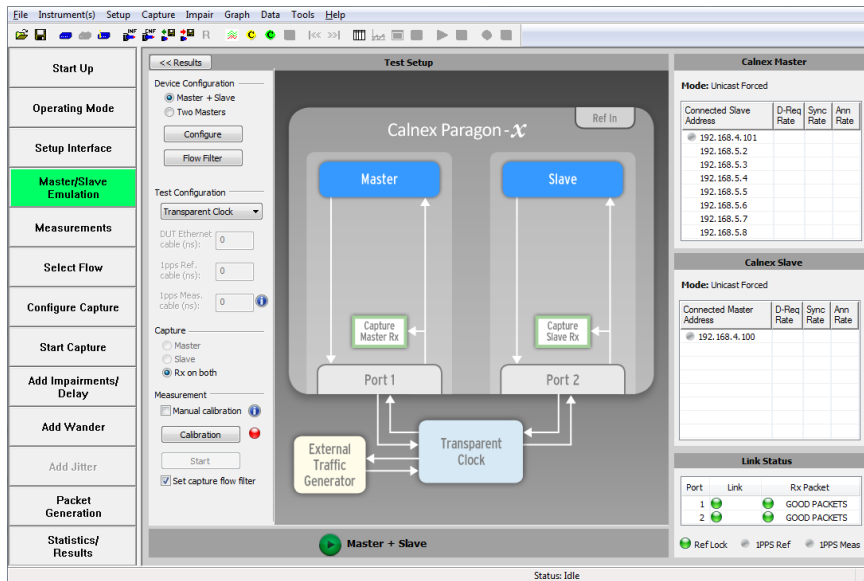 File Instrument(s) Setup Capture Impair Graph Data Tools Help
INF CNF R C C
Start Up
Operating Mode
Setup Interface
Master/Slave
Emulation
Measurements
Select Flow
Configure Capture
Start Capture
Add Impairments/
Delay
Add Wander
Add Jitter
Packet
Generation
Statistics/
Results
<< Results
Device Configuration
Master + Slave
Two Masters
Configure
Flow Filter
Test Configuration
Transparent Clock
DUT Ethernet
cable (ns): 0
1pps Ref.
cable (ns): 0
1pps Meas.
cable (ns): 0
Capture
Master
Slave
Rx on both
Measurement
Manual calibration
Calibration
Start
Set capture flow filter
Test Setup
Ref In
Calnex Paragon-x
Master
Slave
Capture
Master Rx
Capture
Slave Rx
Port 1
Port 2
External
Traffic
Generator
Transparent
Clock
Master + Slave
Calnex Master
Mode: Unicast Forced
Connected Slave Address D-Req Rate Sync Rate Ann Rate
192.168.4.101
192.168.5.2
192.168.5.3
192.168.5.4
192.168.5.5
192.168.5.6
192.168.5.7
192.168.5.8
Calnex Slave
Mode: Unicast Forced
Connected Master Address D-Req Rate Sync Rate Ann Rate
192.168.4.100
Link Status
Port Link Rx Packet
1 GOOD PACKETS
2 GOOD PACKETS
Ref Lock 1PPS Ref 1PPS Meas
Status: Idle